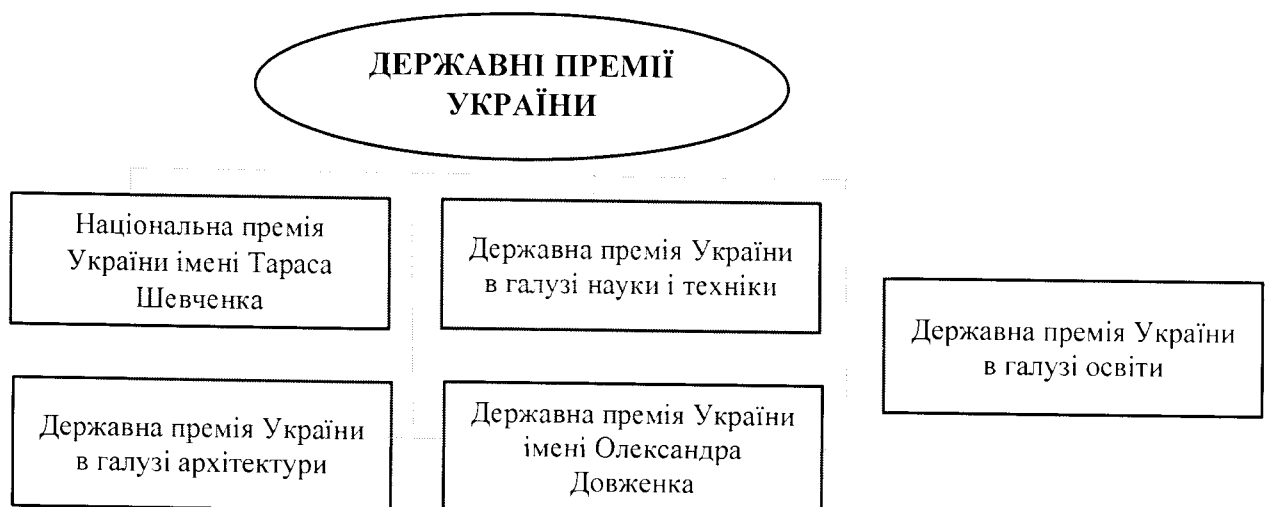 ДЕРЖАВНІ ПРЕМІЇ
УКРАЇНИ
Національна премія
України імені Тараса
Шевченка
Державна премія України
в галузі науки і техніки
Державна премія України
в галузі освіти
Державна премія України
в галузі архітектури
Державна премія України
імені Олександра
Довженка